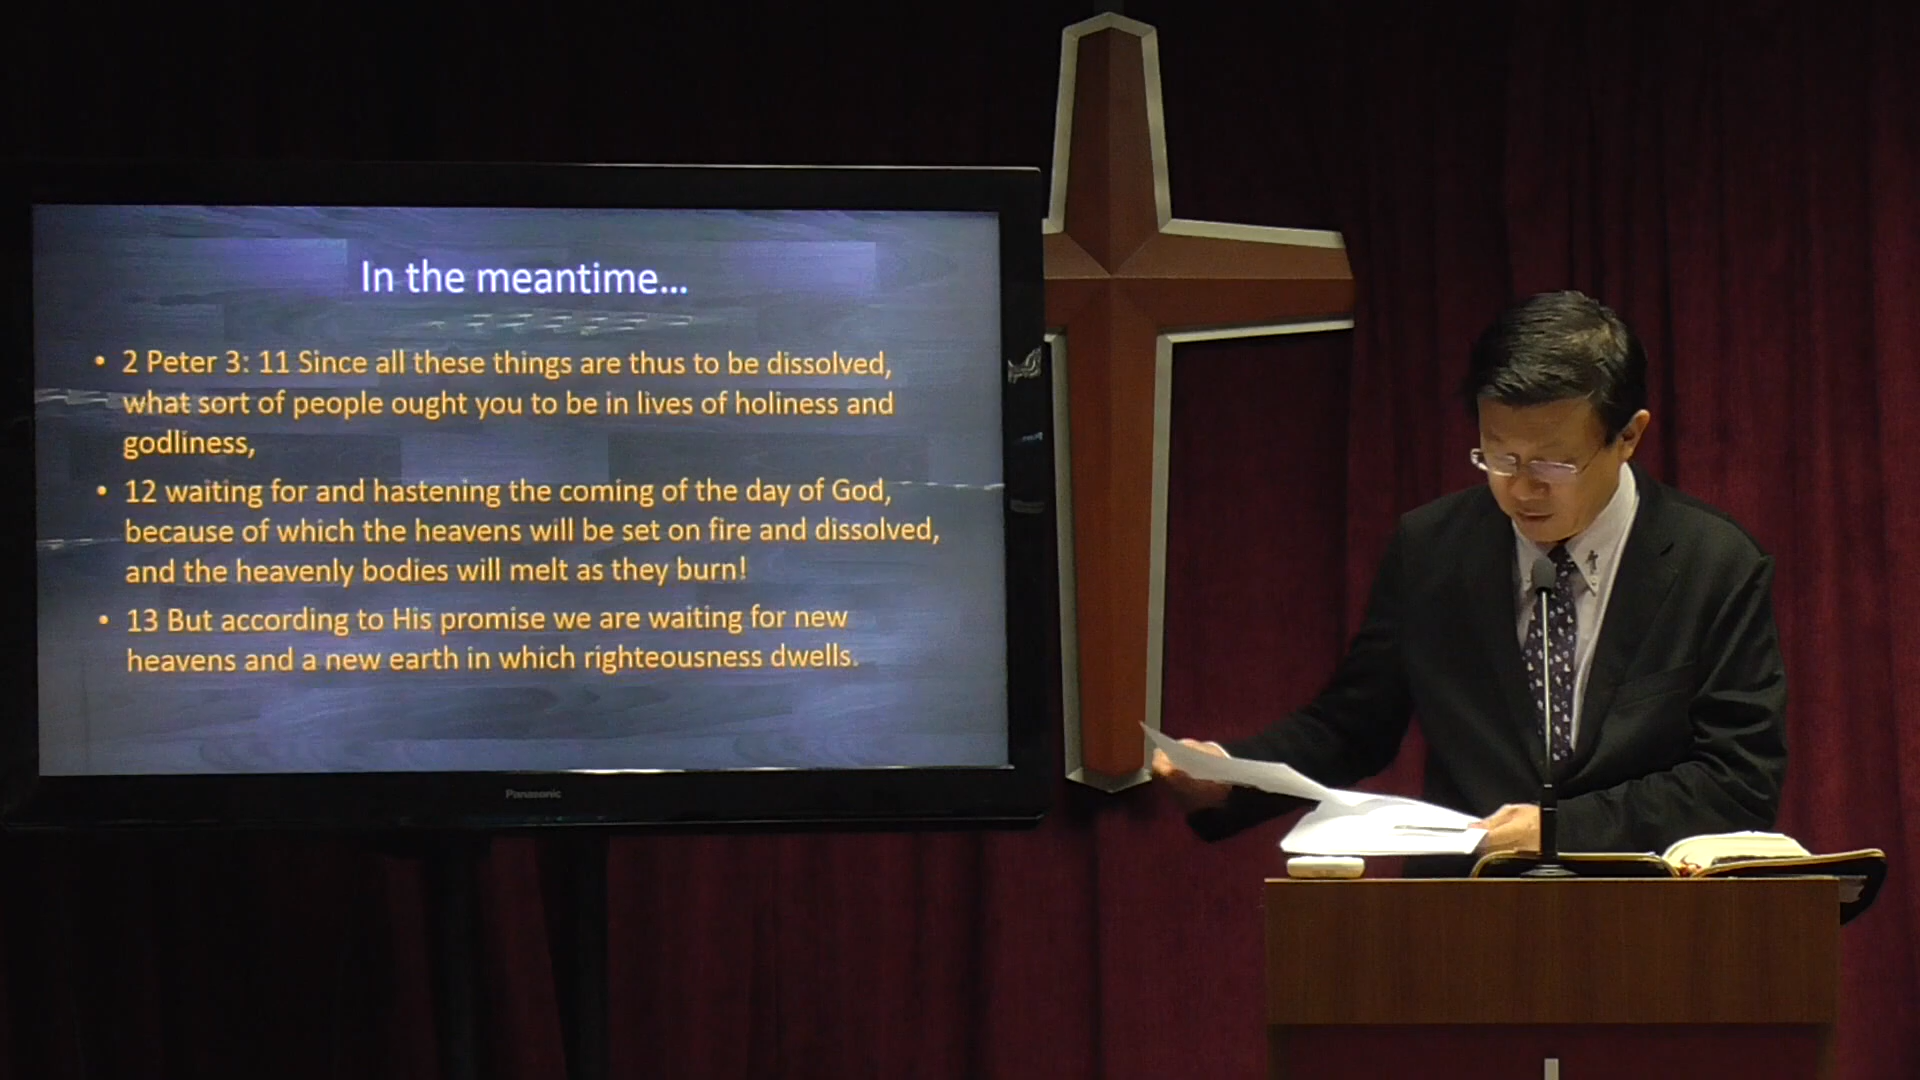 In the meantime...
• 2 Peter 3: 11 Since all these things are thus to be dissolved,
what sort of people ought you to be in lives of holiness and
godliness,
• 12 waiting for and hastening the coming of the day of God,
because of which the heavens will be set on fire and dissolved,
and the heavenly bodies will melt as they burn!
• 13 But according to His promise we are waiting for new
heavens and a new earth in which righteousness dwells.
Panasonic